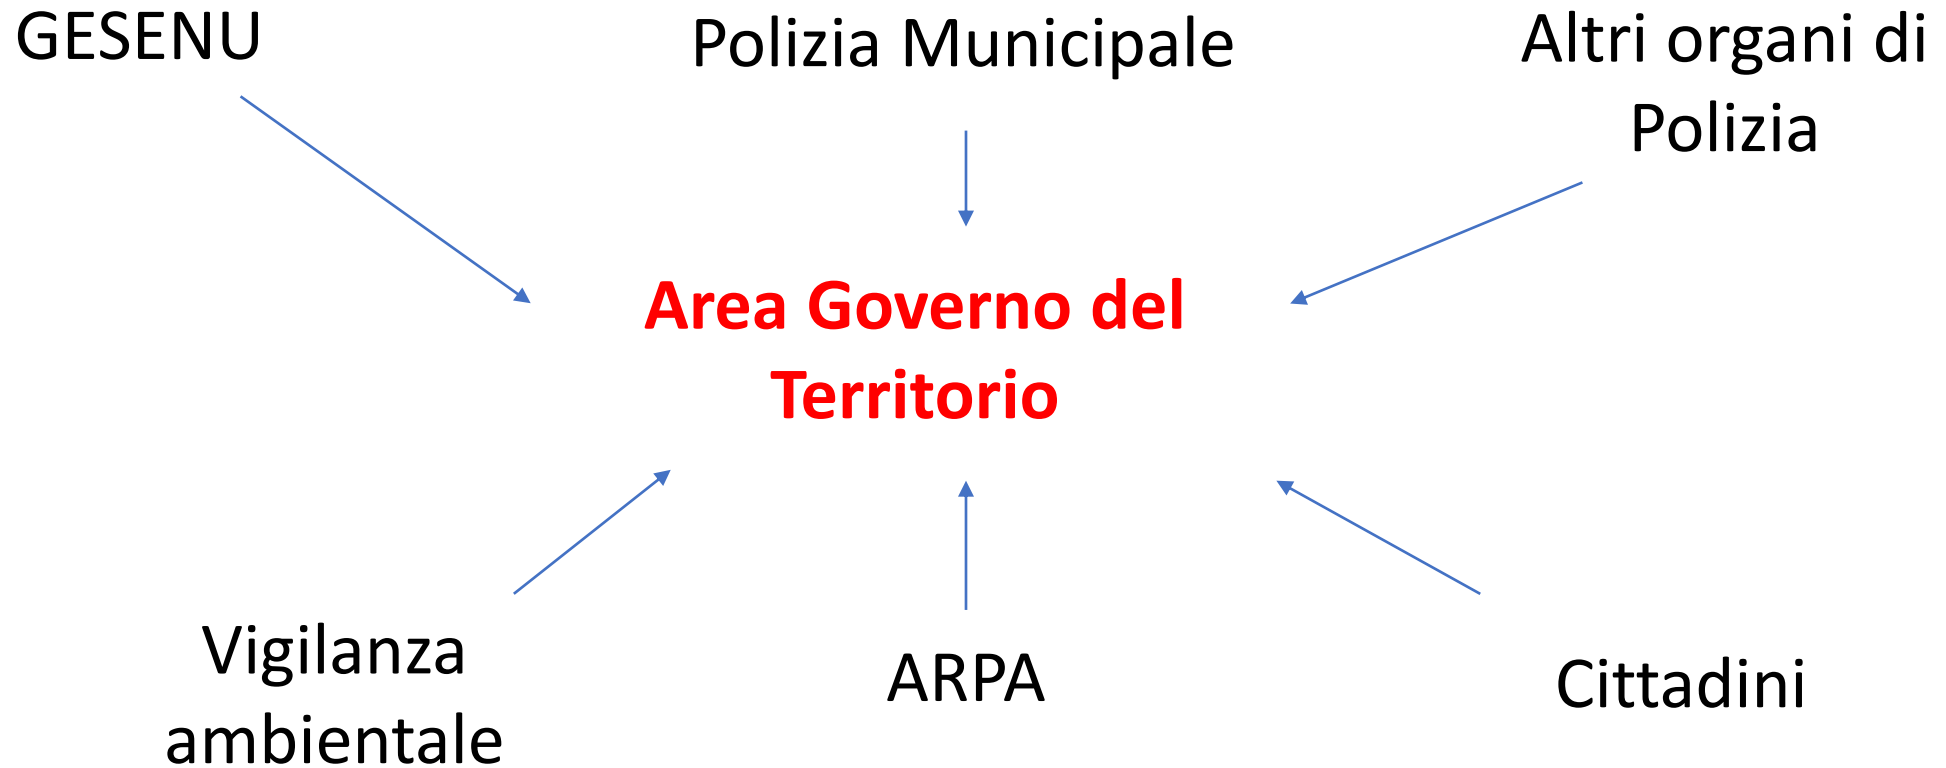 GESENU
Polizia Municipale
Altri organi di
Polizia
Area Governo del
Territorio
Vigilanza
ambientale
ARPA
Cittadini